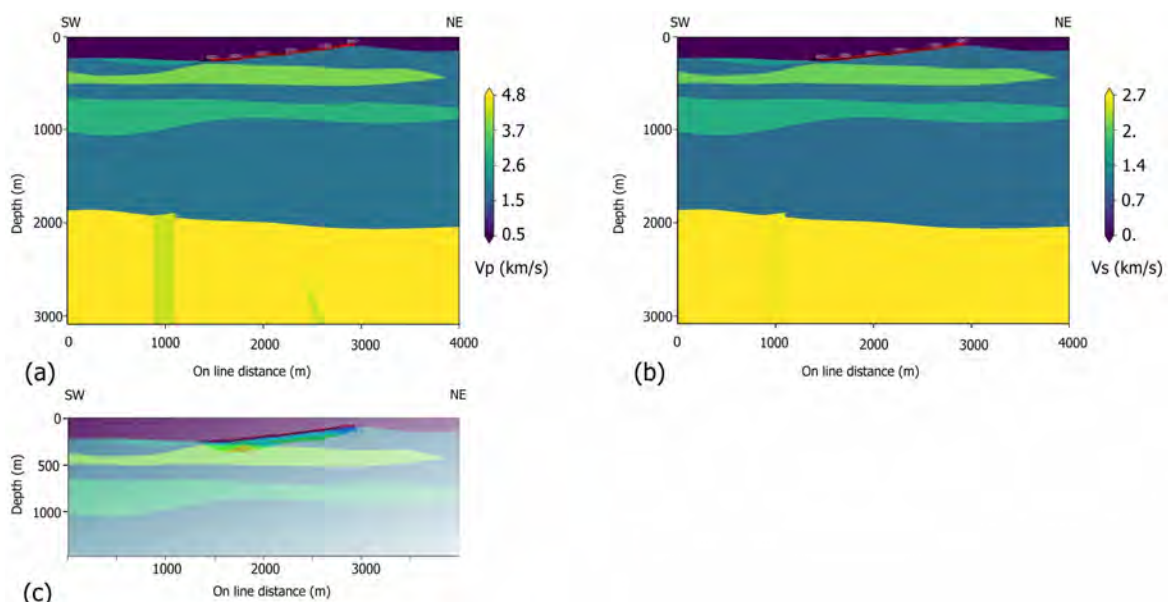 SW NE
0
1000
2000
3000
Depth (m)
0 1000 2000 3000 4000
On line distance (m)
4.8
3.7
2.6
1.5
0.5
Vp (km/s)
(a)
SW NE
0
1000
2000
3000
Depth (m)
0 1000 2000 3000 4000
On line distance (m)
2.7
2.
1.4
0.7
0.
Vs (km/s)
(b)
SW NE
0
500
1000
Depth (m)
0 1000 2000 3000
On line distance (m)
(c)